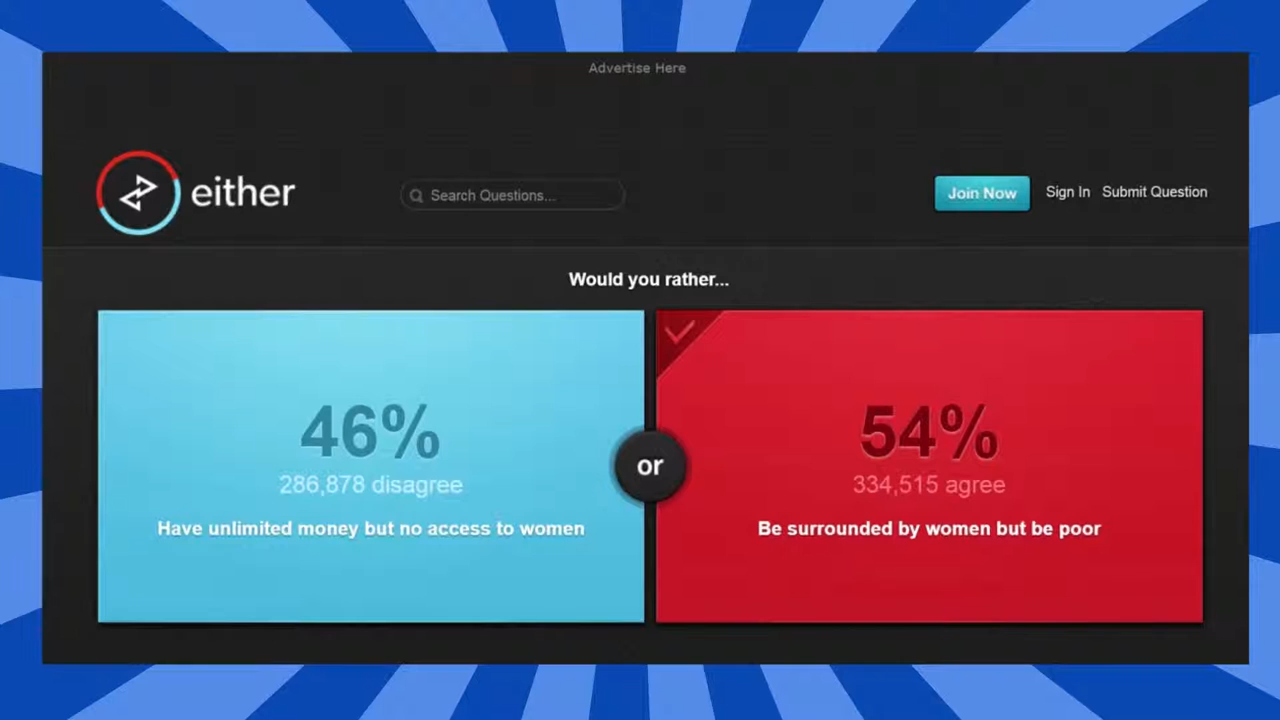 Advertise Here
either
Search Questions...
Join Now
Sign In
Submit Question
Would you rather...
46%
286,878 disagree
Have unlimited money but no access to women
or
54%
334,515 agree
Be surrounded by women but be poor